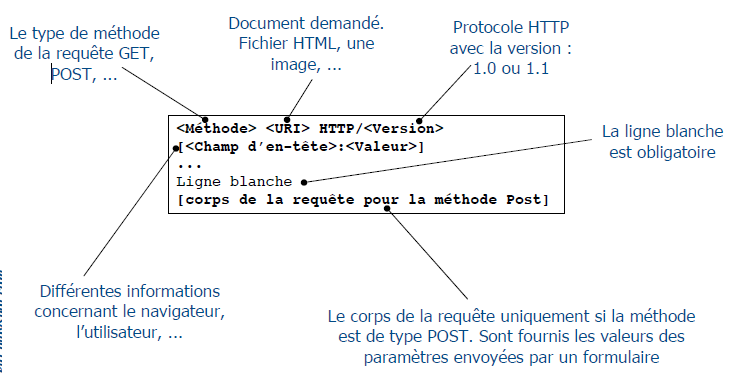 Le type de méthode
de la requête GET,
POST, ...
Document demandé.
Fichier HTML, une
image, ...
Protocole HTTP
avec la version :
1.0 ou 1.1
<Méthode> <URI> HTTP/<Version>
[<Champ d'en-tête>:<Valeur>]
...
Ligne blanche
[corps de la requête pour la méthode Post]
La ligne blanche
est obligatoire
Différentes informations
concernant le navigateur,
l'utilisateur, ...
Le corps de la requête uniquement si la méthode
est de type POST. Sont fournis les valeurs des
paramètres envoyées par un formulaire